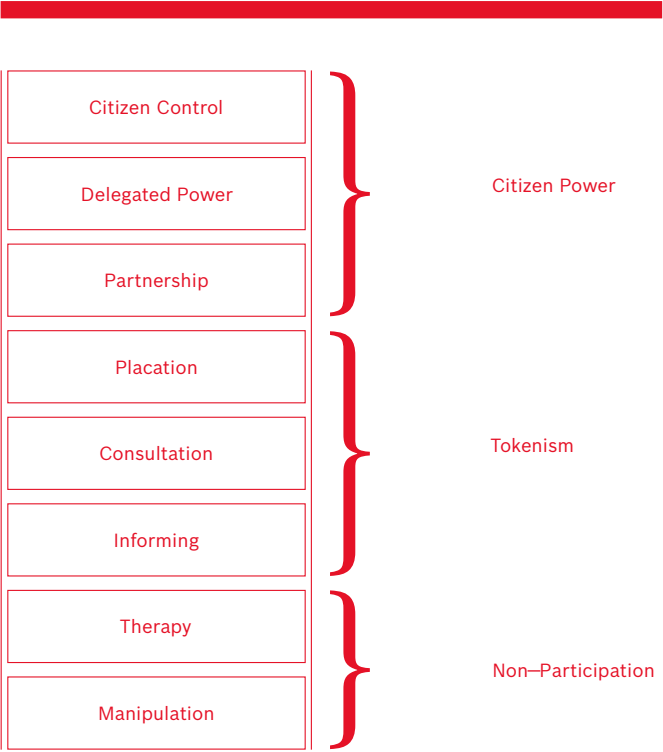 Citizen Control
Delegated Power
Partnership
Citizen Power
Placation
Consultation
Informing
Tokenism
Therapy
Manipulation
Non—Participation